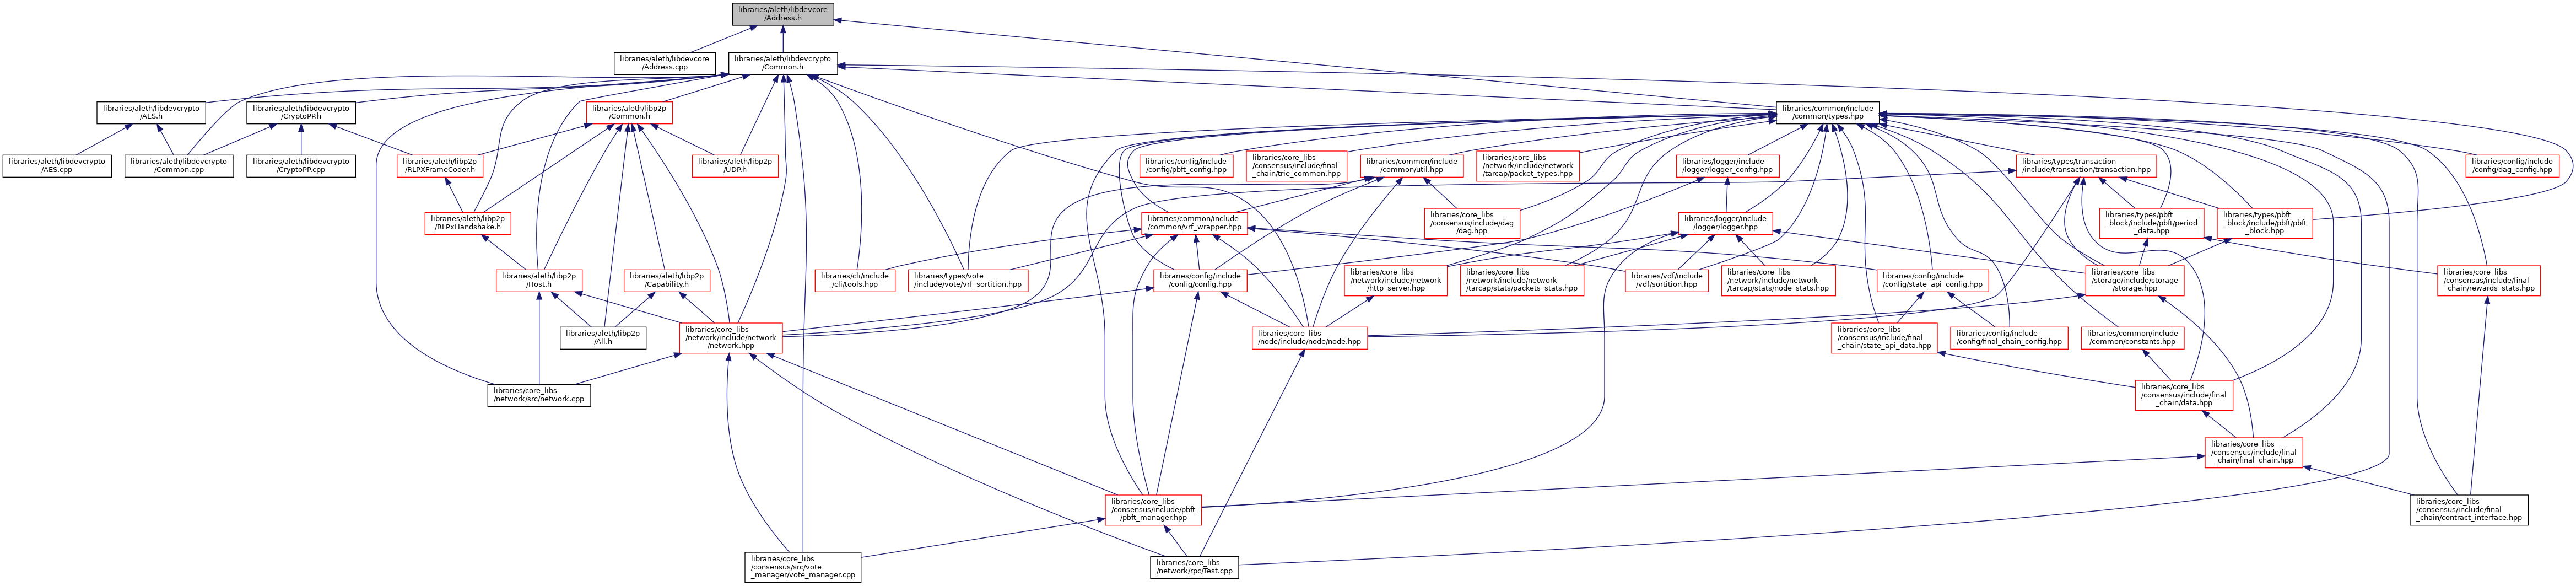 libraries/aleth/libdevcore
/Address.h
libraries/aleth/libdevcore
/Address.cpp
libraries/aleth/libdevcrypto
/Common.h
libraries/aleth/libdevcrypto
/AES.h
libraries/aleth/libdevcrypto
/CryptoPP.h
libraries/aleth/libp2p
/Common.h
libraries/common/include
/common/types.hpp
libraries/aleth/libdevcrypto
/AES.cpp
libraries/aleth/libdevcrypto
/Common.cpp
libraries/aleth/libdevcrypto
/CryptoPP.cpp
libraries/aleth/libp2p
/RLPXFrameCoder.h
libraries/aleth/libp2p
/UDP.h
libraries/config/include
/config/pbft_config.hpp
libraries/core_libs
/consensus/include/final
_chain/trie_common.hpp
libraries/common/include
/common/util.hpp
libraries/core_libs
/network/include/network
/tarcap/packet_types.hpp
libraries/logger/include
/logger/logger_config.hpp
libraries/types/transaction
/include/transaction/transaction.hpp
libraries/config/include
/config/dag_config.hpp
libraries/aleth/libp2p
/RLPxHandshake.h
libraries/common/include
/common/vrf_wrapper.hpp
libraries/core_libs
/consensus/include/dag
/dag.hpp
libraries/logger/include
/logger/logger.hpp
libraries/types/pbft
_block/include/pbft/period
_data.hpp
libraries/types/pbft
_block/include/pbft/pbft
_block.hpp
libraries/aleth/libp2p
/Host.h
libraries/aleth/libp2p
/Capability.h
libraries/cli/include
/cli/tools.hpp
libraries/types/vote
/include/vote/vrf_sortition.hpp
libraries/config/include
/config/config.hpp
libraries/core_libs
/network/include/network
/http_server.hpp
libraries/core_libs
/network/include/network
/tarcap/stats/packets_stats.hpp
libraries/vdf/include
/vdf/sortition.hpp
libraries/core_libs
/network/include/network
/tarcap/stats/node_stats.hpp
libraries/config/include
/config/state_api_config.hpp
libraries/core_libs
/storage/include/storage
/storage.hpp
libraries/core_libs
/consensus/include/final
_chain/rewards_stats.hpp
libraries/aleth/libp2p
/All.h
libraries/core_libs
/network/include/network
/network.hpp
libraries/core_libs
/node/include/node/node.hpp
libraries/core_libs
/consensus/include/final
_chain/state_api_data.hpp
libraries/config/include
/config/final_chain_config.hpp
libraries/common/include
/common/constants.hpp
libraries/core_libs
/network/src/network.cpp
libraries/core_libs
/consensus/include/final
_chain/data.hpp
libraries/core_libs
/consensus/include/final
_chain/final_chain.hpp
libraries/core_libs
/consensus/include/pbft
/pbft_manager.hpp
libraries/core_libs
/consensus/include/final
_chain/contract_interface.hpp
libraries/core_libs
/consensus/src/vote
_manager/vote_manager.cpp
libraries/core_libs
/network/rpc/Test.cpp